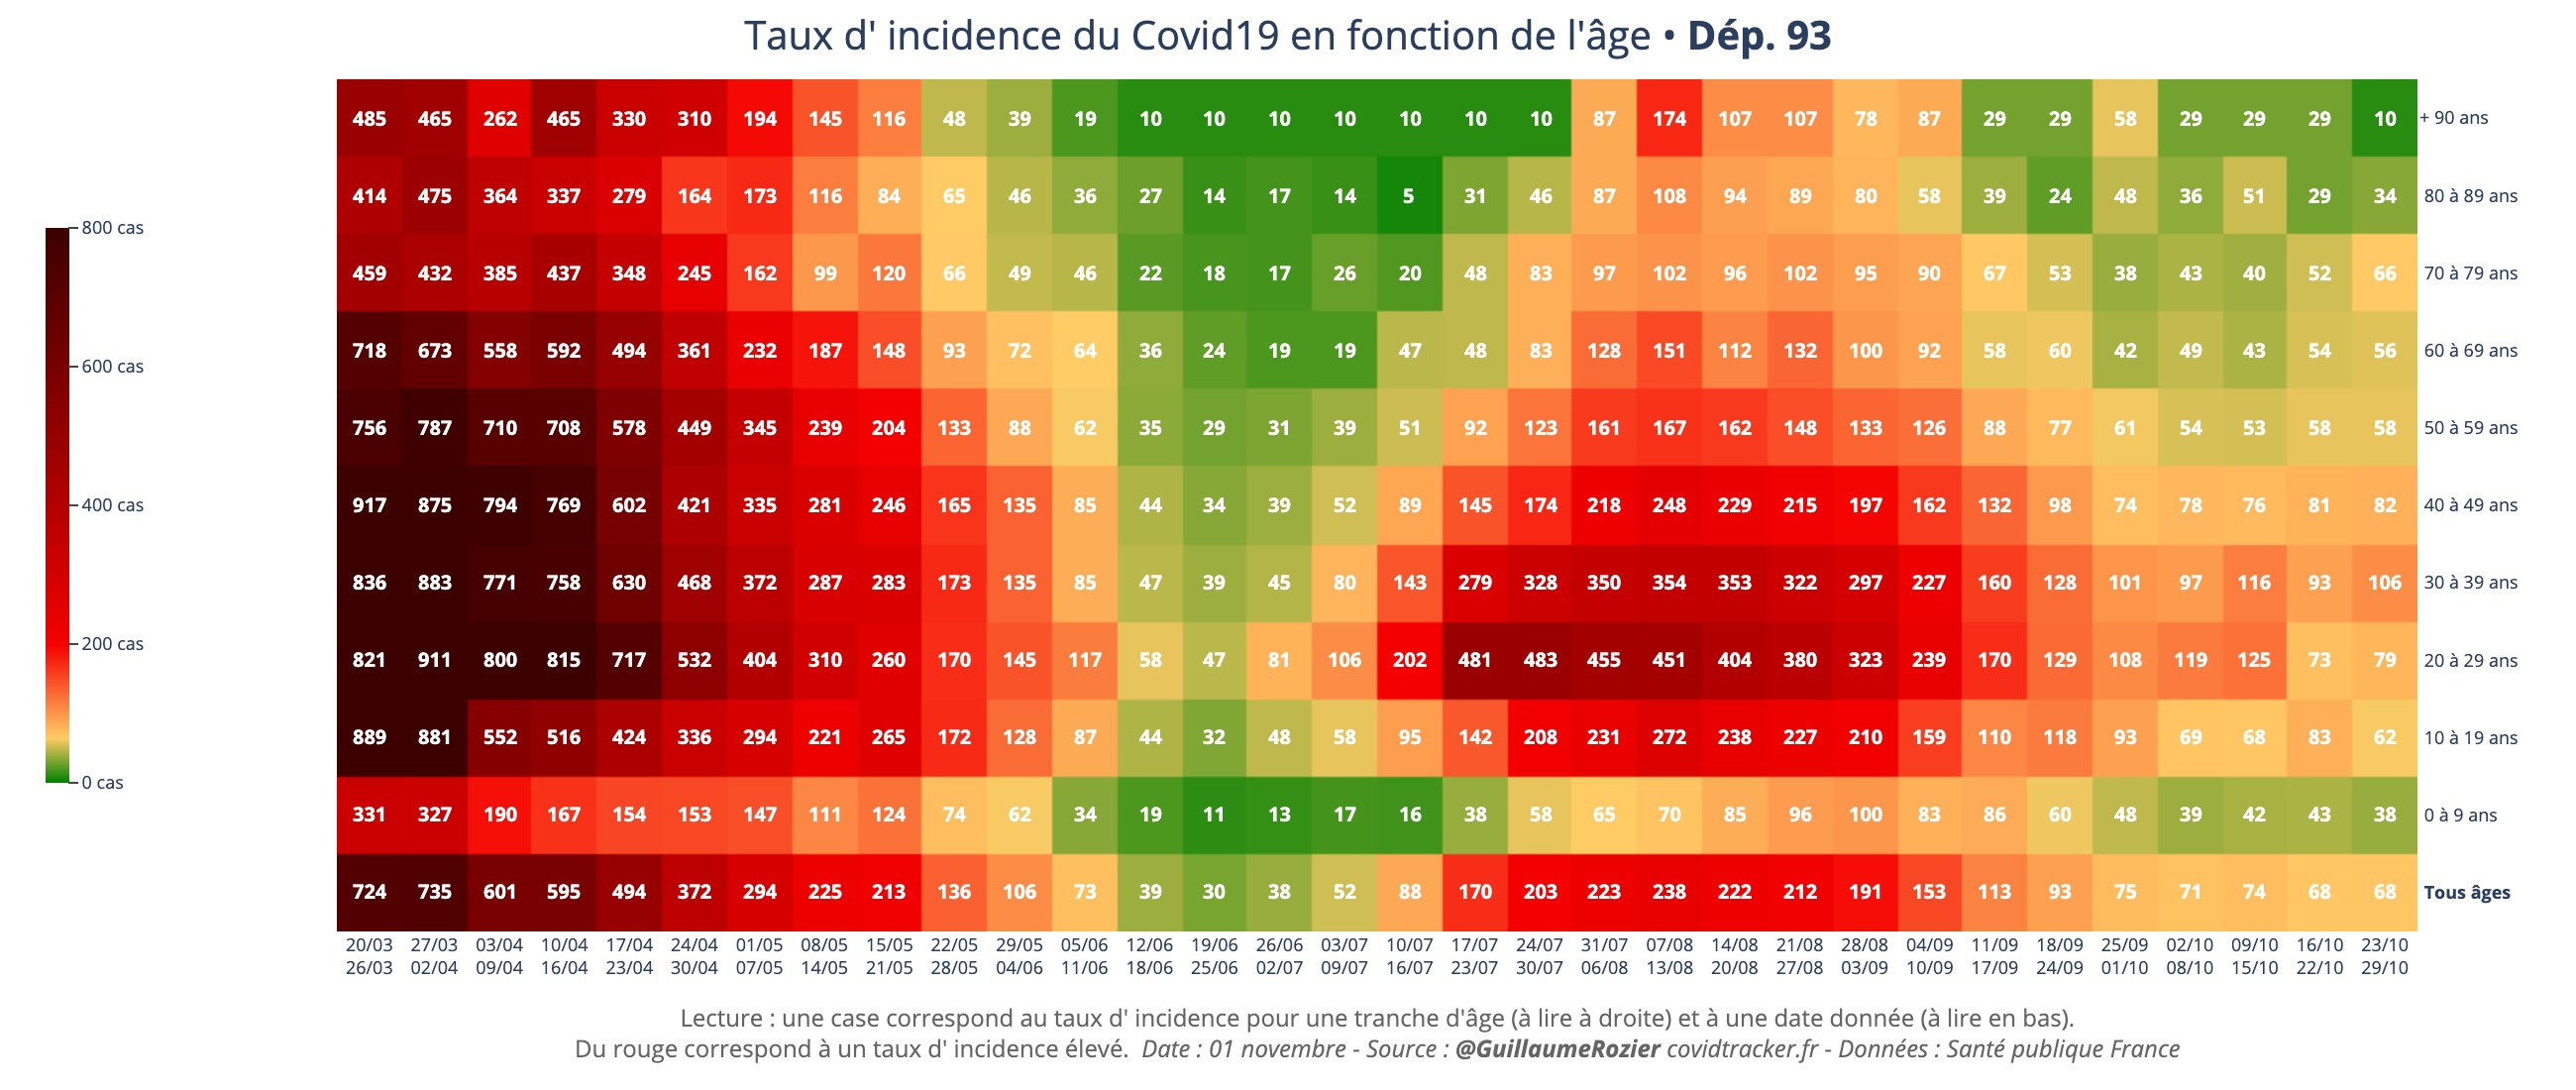 Taux d' incidence du Covid19 en fonction de l'âge • Dép. 93
800 cas
600 cas
400 cas
200 cas
0 cas
485 465 262 465 330 310 194 145 116 48 39 19 10 10 10 10 10 10 10 87 174 107 107 78 87 29 29 58 29 29 29 10 + 90 ans
414 475 364 337 279 164 173 116 84 65 46 36 27 14 17 14 5 31 46 87 108 94 89 80 58 39 24 48 36 51 29 34 80 à 89 ans
459 432 385 437 348 245 162 99 120 66 49 46 22 18 17 26 20 48 83 97 102 96 102 95 90 67 53 38 43 40 52 66 70 à 79 ans
718 673 558 592 494 361 232 187 148 93 72 64 36 24 19 19 47 48 83 128 151 112 132 100 92 58 60 42 49 43 54 56 60 à 69 ans
756 787 710 708 578 449 345 239 204 133 88 62 35 29 31 39 51 92 123 161 167 162 148 133 126 88 77 61 54 53 58 58 50 à 59 ans
917 875 794 769 602 421 335 281 246 165 135 85 44 34 39 52 89 145 174 218 248 229 215 197 162 132 98 74 78 76 81 82 40 à 49 ans
836 883 771 758 630 468 372 287 283 173 135 85 47 39 45 80 143 279 328 350 354 353 322 297 227 160 128 101 97 116 93 106 30 à 39 ans
821 911 800 815 717 532 404 310 260 170 145 117 58 47 81 106 202 481 483 455 451 404 380 323 239 170 129 108 119 125 73 79 20 à 29 ans
889 881 552 516 424 336 294 221 265 172 128 87 44 32 48 58 95 142 208 231 272 238 227 210 159 110 118 93 69 68 83 62 10 à 19 ans
331 327 190 167 154 153 147 111 124 74 62 34 19 11 13 17 16 38 58 65 70 85 96 100 83 86 60 48 39 42 43 38 0 à 9 ans
724 735 601 595 494 372 294 225 213 136 106 73 39 30 38 52 88 170 203 223 238 222 212 191 153 113 93 75 71 74 68 68 Tous âges
20/03 27/03 03/04 10/04 17/04 24/04 01/05 08/05 15/05 22/05 29/05 05/06 12/06 19/06 26/06 03/07 10/07 17/07 24/07 31/07 07/08 14/08 21/08 28/08 04/09 11/09 18/09 25/09 02/10 09/10 16/10 23/10
26/03 02/04 09/04 16/04 23/04 30/04 07/05 14/05 21/05 28/05 04/06 11/06 18/06 25/06 02/07 09/07 16/07 23/07 30/07 06/08 13/08 20/08 27/08 03/09 10/09 17/09 24/09 01/10 08/10 15/10 22/10 29/10
Lecture : une case correspond au taux d' incidence pour une tranche d'âge (à lire à droite) et à une date donnée (à lire en bas).
Du rouge correspond à un taux d' incidence élevé. Date : 01 novembre - Source : @GuillaumeRozier covidtracker.fr - Données : Santé publique France